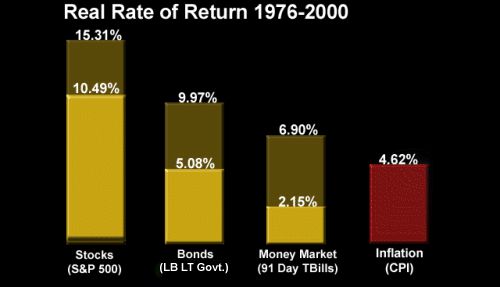 Real Rate of Return 1976-2000
15.31%
10.49%
9.97%
5.08%
6.90%
2.15%
4.62%
Stocks
(S&P 500)
Bonds
(LB LT Govt.)
Money Market
(91 Day TBills)
Inflation
(CPI)